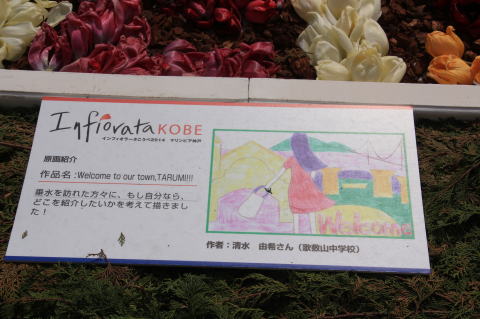 Infiorata KOBE
インフィオラータこうべ2014 マリンピア神戸
原画紹介
作品名:Welcome to our town,TARUMI!!!
垂水を訪れた方々に、もし自分なら、
どこを紹介したいかを考えて描きまし
た!
Welcome
作者:清水 由希さん(歌敷山中学校)